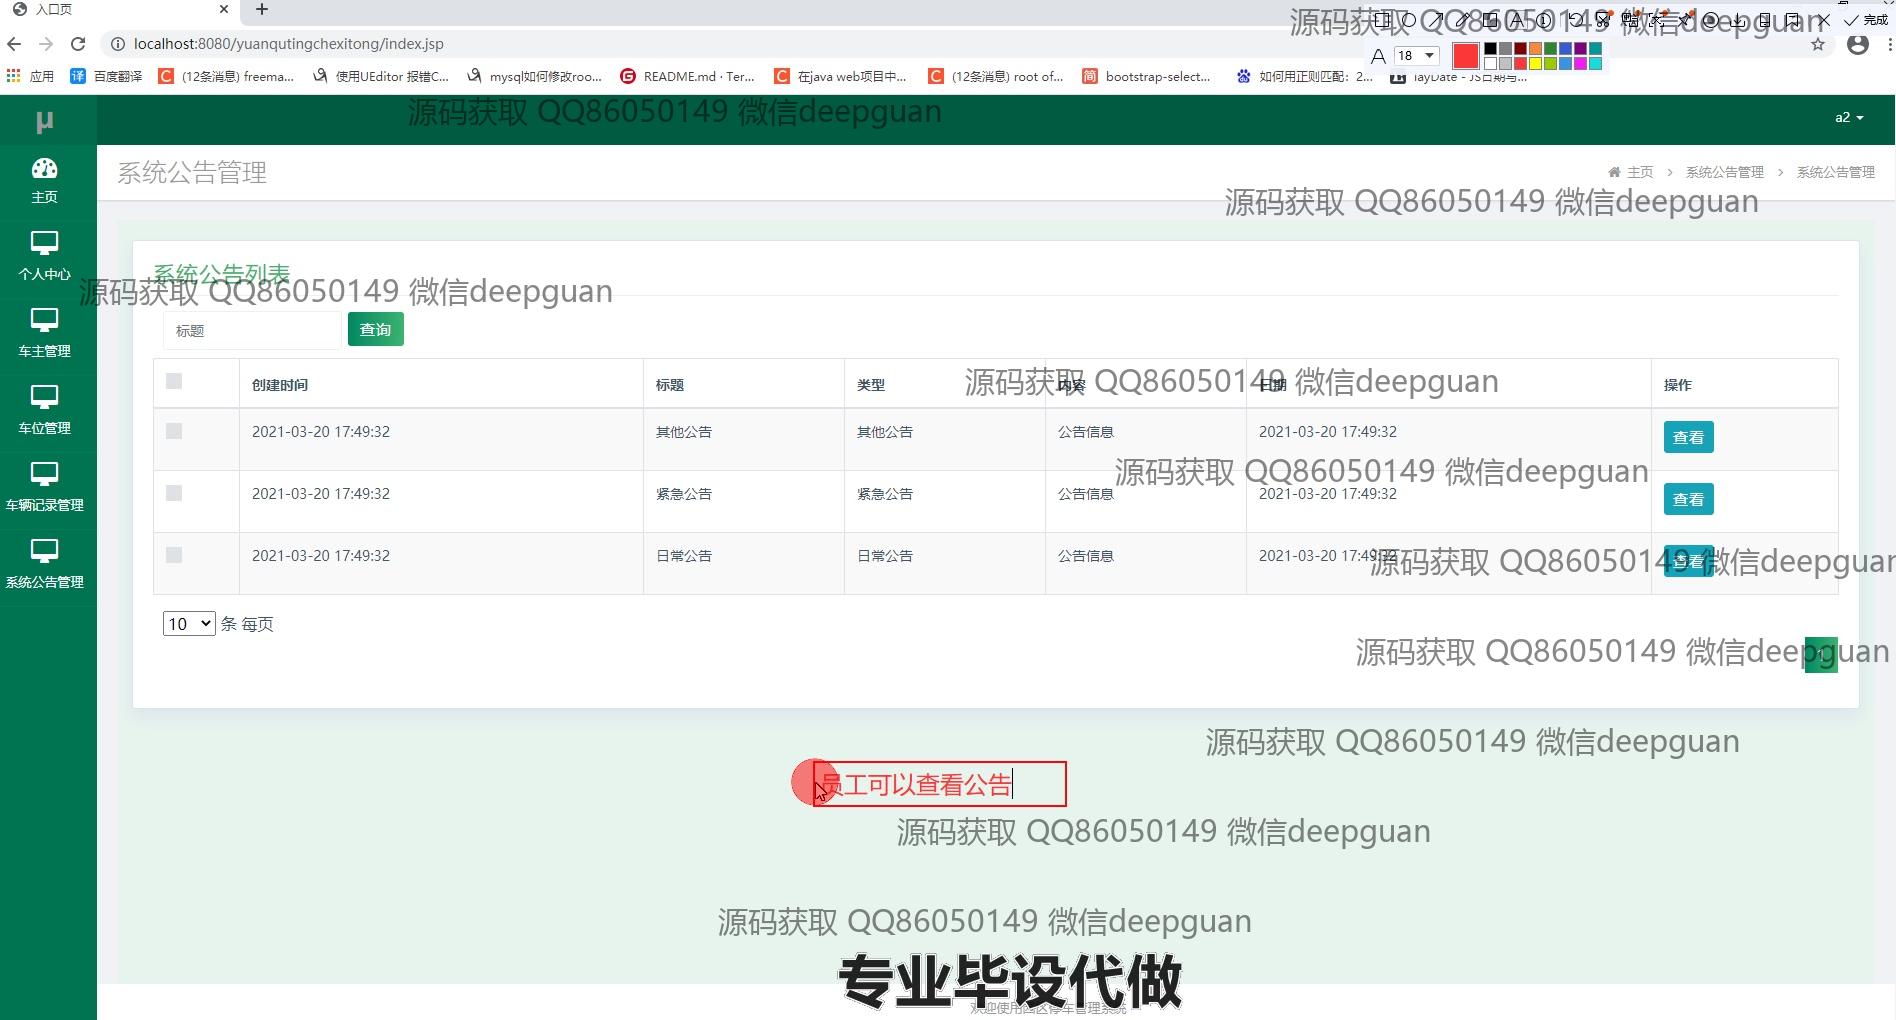 入口页
localhost:8080/yuanqutingchexitong/index.jsp
完成
18
应用 百度翻译 (12条消息) freema... 使用UEditor 报错C... mysql如何修改roo... README.md · Ter... 在java web项目中... (12条消息) root of... bootstrap-select... 如何用正则匹配：2... layDate - JS日期与...
源码获取 QQ86050149 微信deepguan
源码获取 QQ86050149 微信deepguan
μ
a2
主页
个人中心
车主管理
车位管理
车辆记录管理
系统公告管理
系统公告管理
主页 > 系统公告管理 > 系统公告管理
源码获取 QQ86050149 微信deepguan
系统公告列表
源码获取 QQ86050149 微信deepguan
标题 查询
创建时间 标题 类型 内容 日期 操作
源码获取 QQ86050149 微信deepguan
2021-03-20 17:49:32 其他公告 其他公告 公告信息 2021-03-20 17:49:32 查看
源码获取 QQ86050149 微信deepguan
2021-03-20 17:49:32 紧急公告 紧急公告 公告信息 2021-03-20 17:49:32 查看
2021-03-20 17:49:32 日常公告 日常公告 公告信息 2021-03-20 17:49:32 查看
源码获取 QQ86050149 微信deepguan
10 条 每页
源码获取 QQ86050149 微信deepguan
1
源码获取 QQ86050149 微信deepguan
员工可以查看公告
源码获取 QQ86050149 微信deepguan
源码获取 QQ86050149 微信deepguan
专业毕设代做
欢迎使用园区停车管理系统